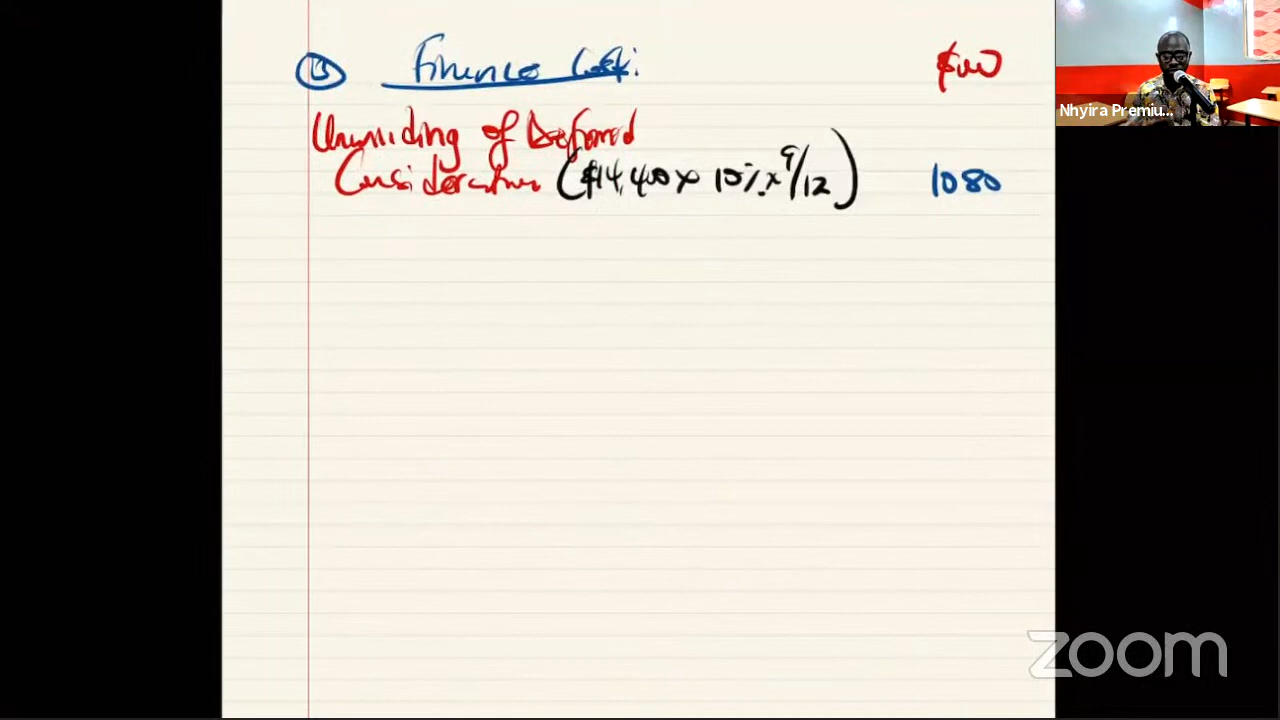 Finance Cost: $'000
Unwinding of Deferred
Consideration ($14,400 x 10% x 9/12) 1080
Nhyira Premiu...
zoom